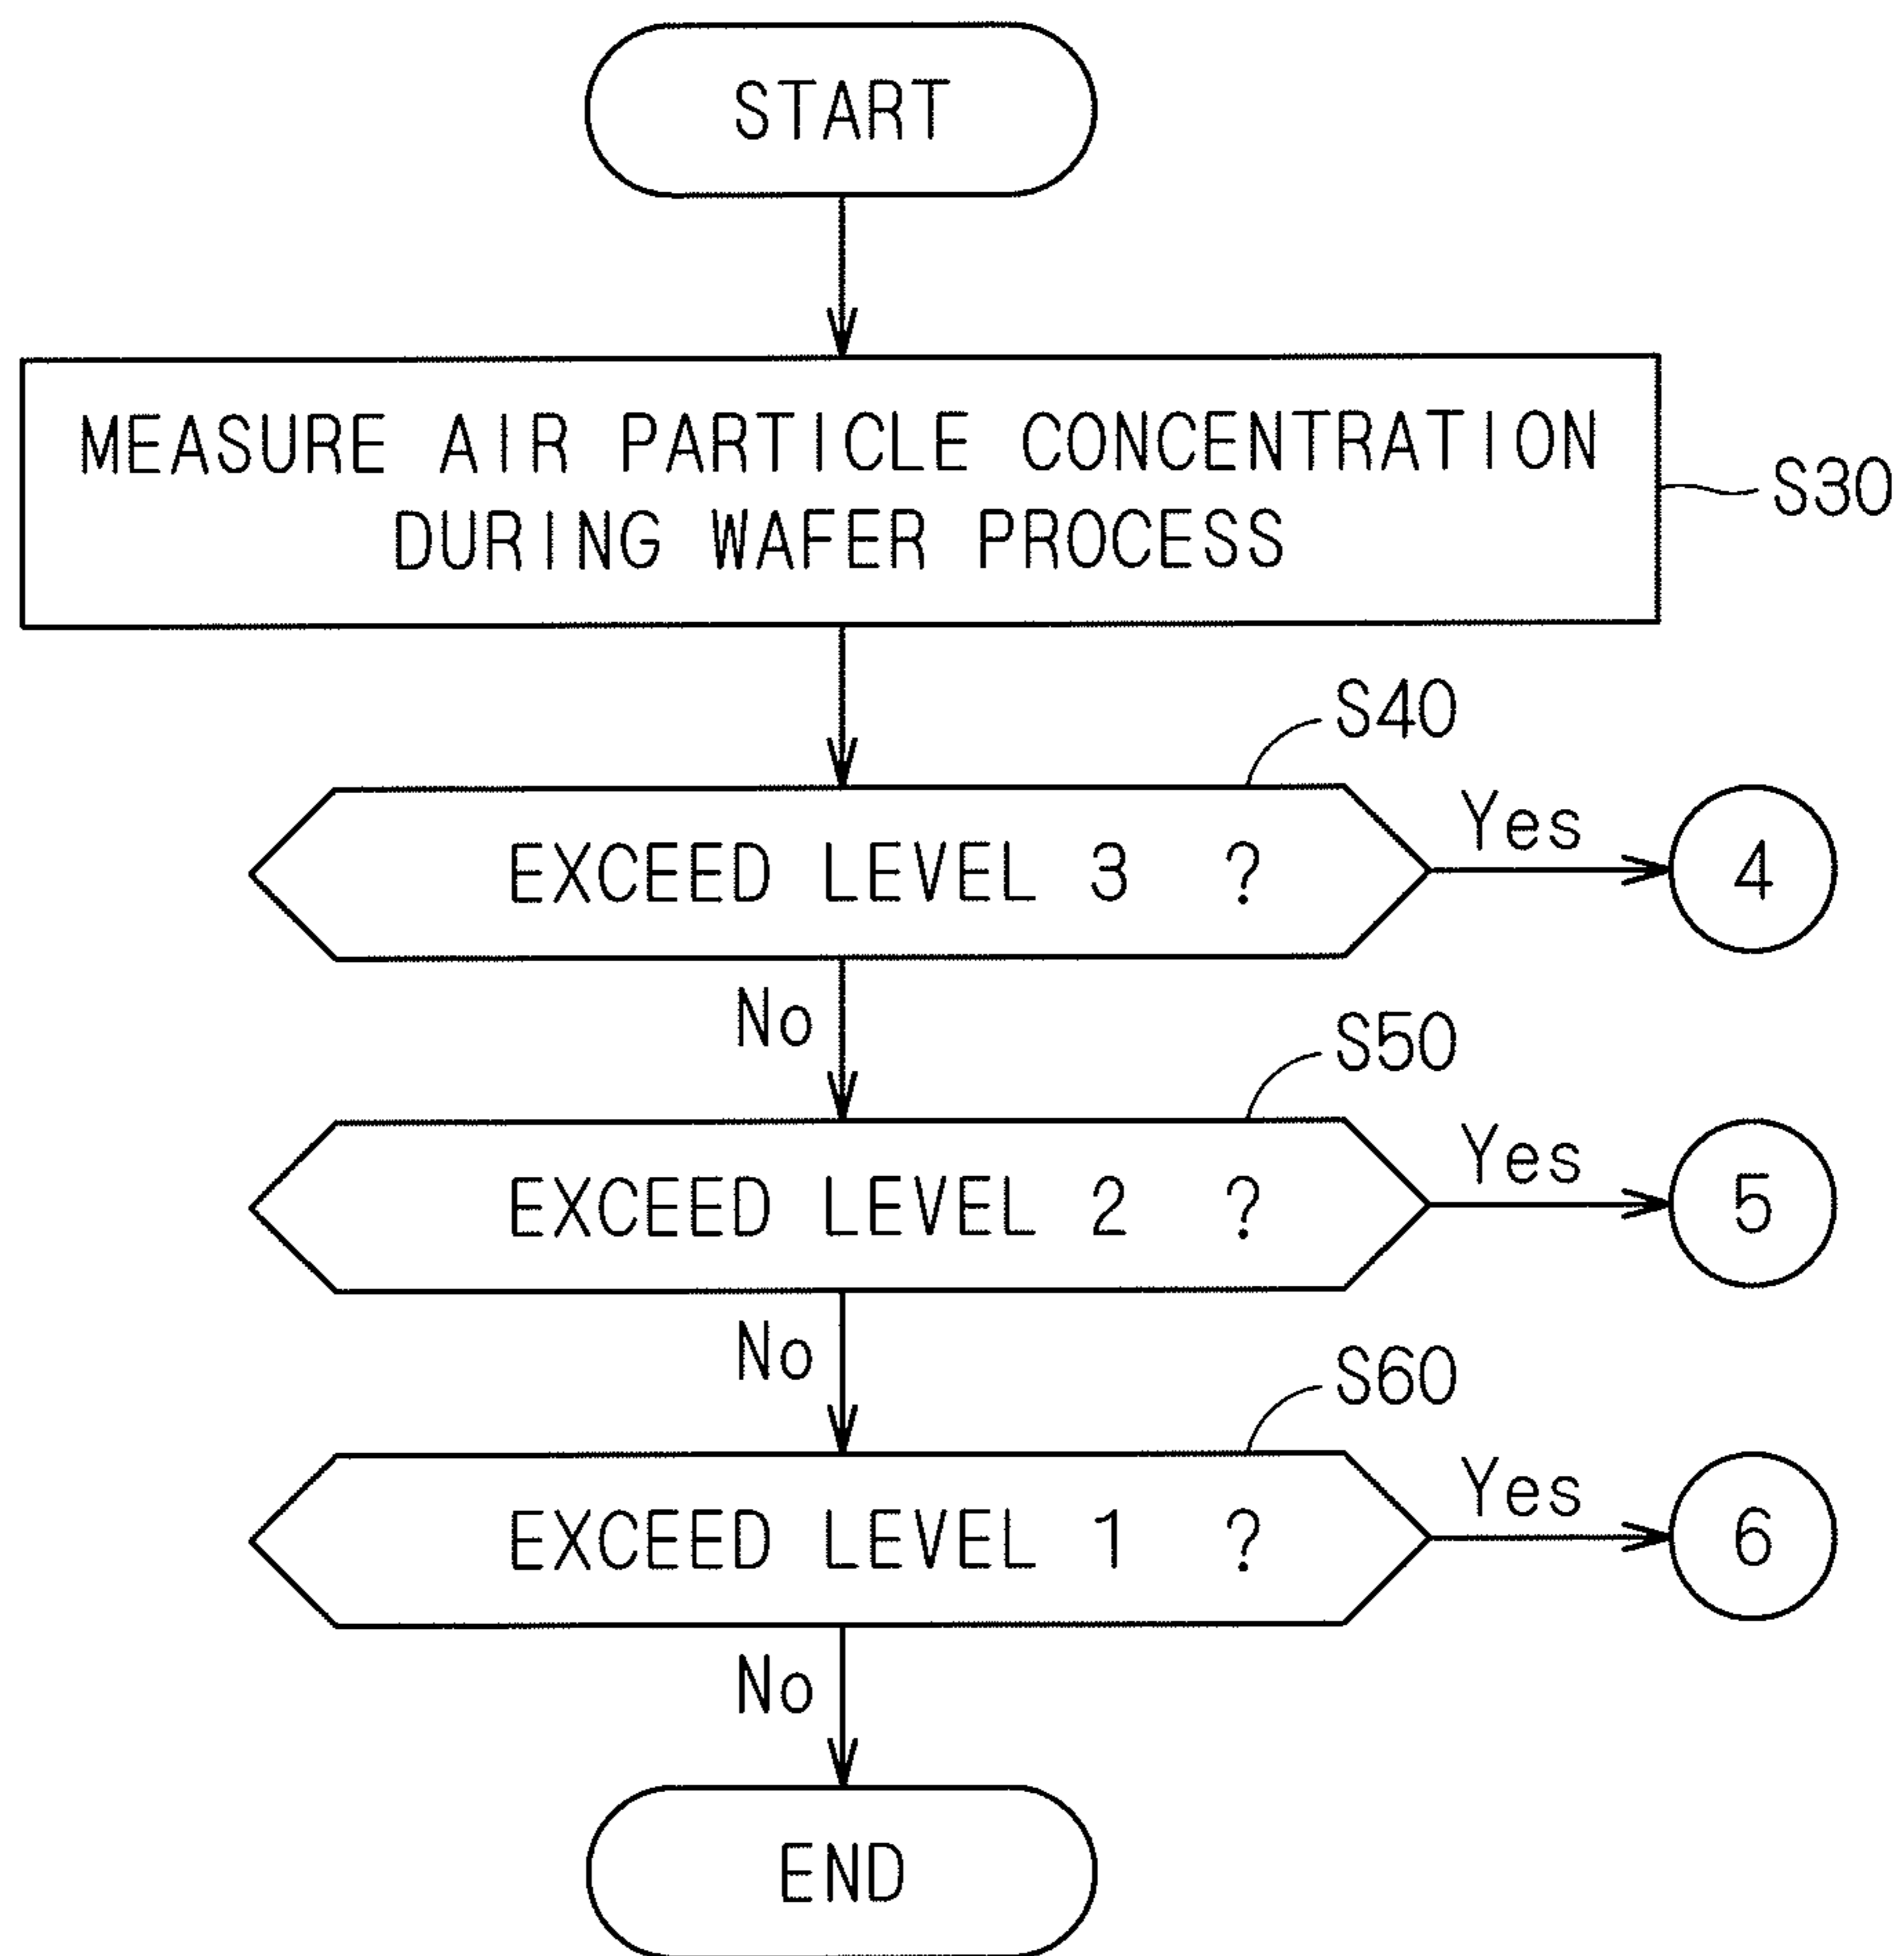 START
MEASURE AIR PARTICLE CONCENTRATION
DURING WAFER PROCESS
S30
S40
EXCEED LEVEL 3 ?
Yes
4
No
S50
EXCEED LEVEL 2 ?
Yes
5
No
S60
EXCEED LEVEL 1 ?
Yes
6
No
END